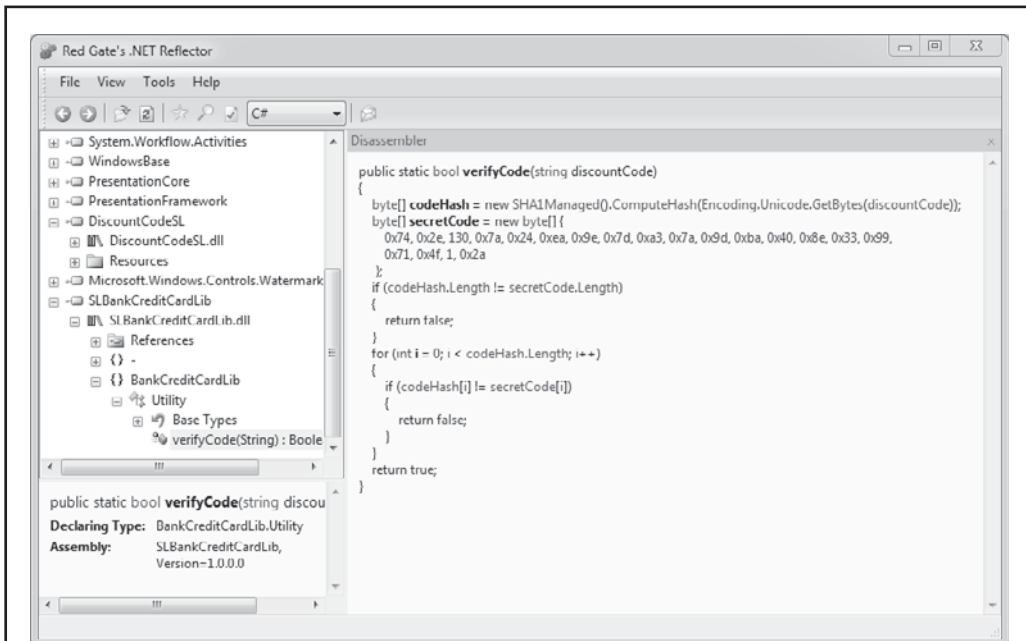 Red Gate's .NET Reflector
File View Tools Help
C#
System.Workflow.Activities
WindowsBase
PresentationCore
PresentationFramework
DiscountCodeSL
DiscountCodeSL.dll
Resources
Microsoft.Windows.Controls.Watermark
SLBankCreditCardLib
SLBankCreditCardLib.dll
References
{} -
{} BankCreditCardLib
Utility
Base Types
verifyCode(String) : Boole
public static bool verifyCode(string discou
Declaring Type: BankCreditCardLib.Utility
Assembly: SLBankCreditCardLib,
Version=1.0.0.0
Disassembler
public static bool verifyCode(string discountCode)
{
byte[] codeHash = new SHA1Managed().ComputeHash(Encoding.Unicode.GetBytes(discountCode));
byte[] secretCode = new byte[] {
0x74, 0x2e, 130, 0x7a, 0x24, 0xea, 0x9e, 0x7d, 0xa3, 0x7a, 0x9d, 0xba, 0x40, 0x8e, 0x33, 0x99,
0x71, 0x4f, 1, 0x2a
};
if (codeHash.Length != secretCode.Length)
{
return false;
}
for (int i = 0; i < codeHash.Length; i++)
{
if (codeHash[i] != secretCode[i])
{
return false;
}
}
return true;
}